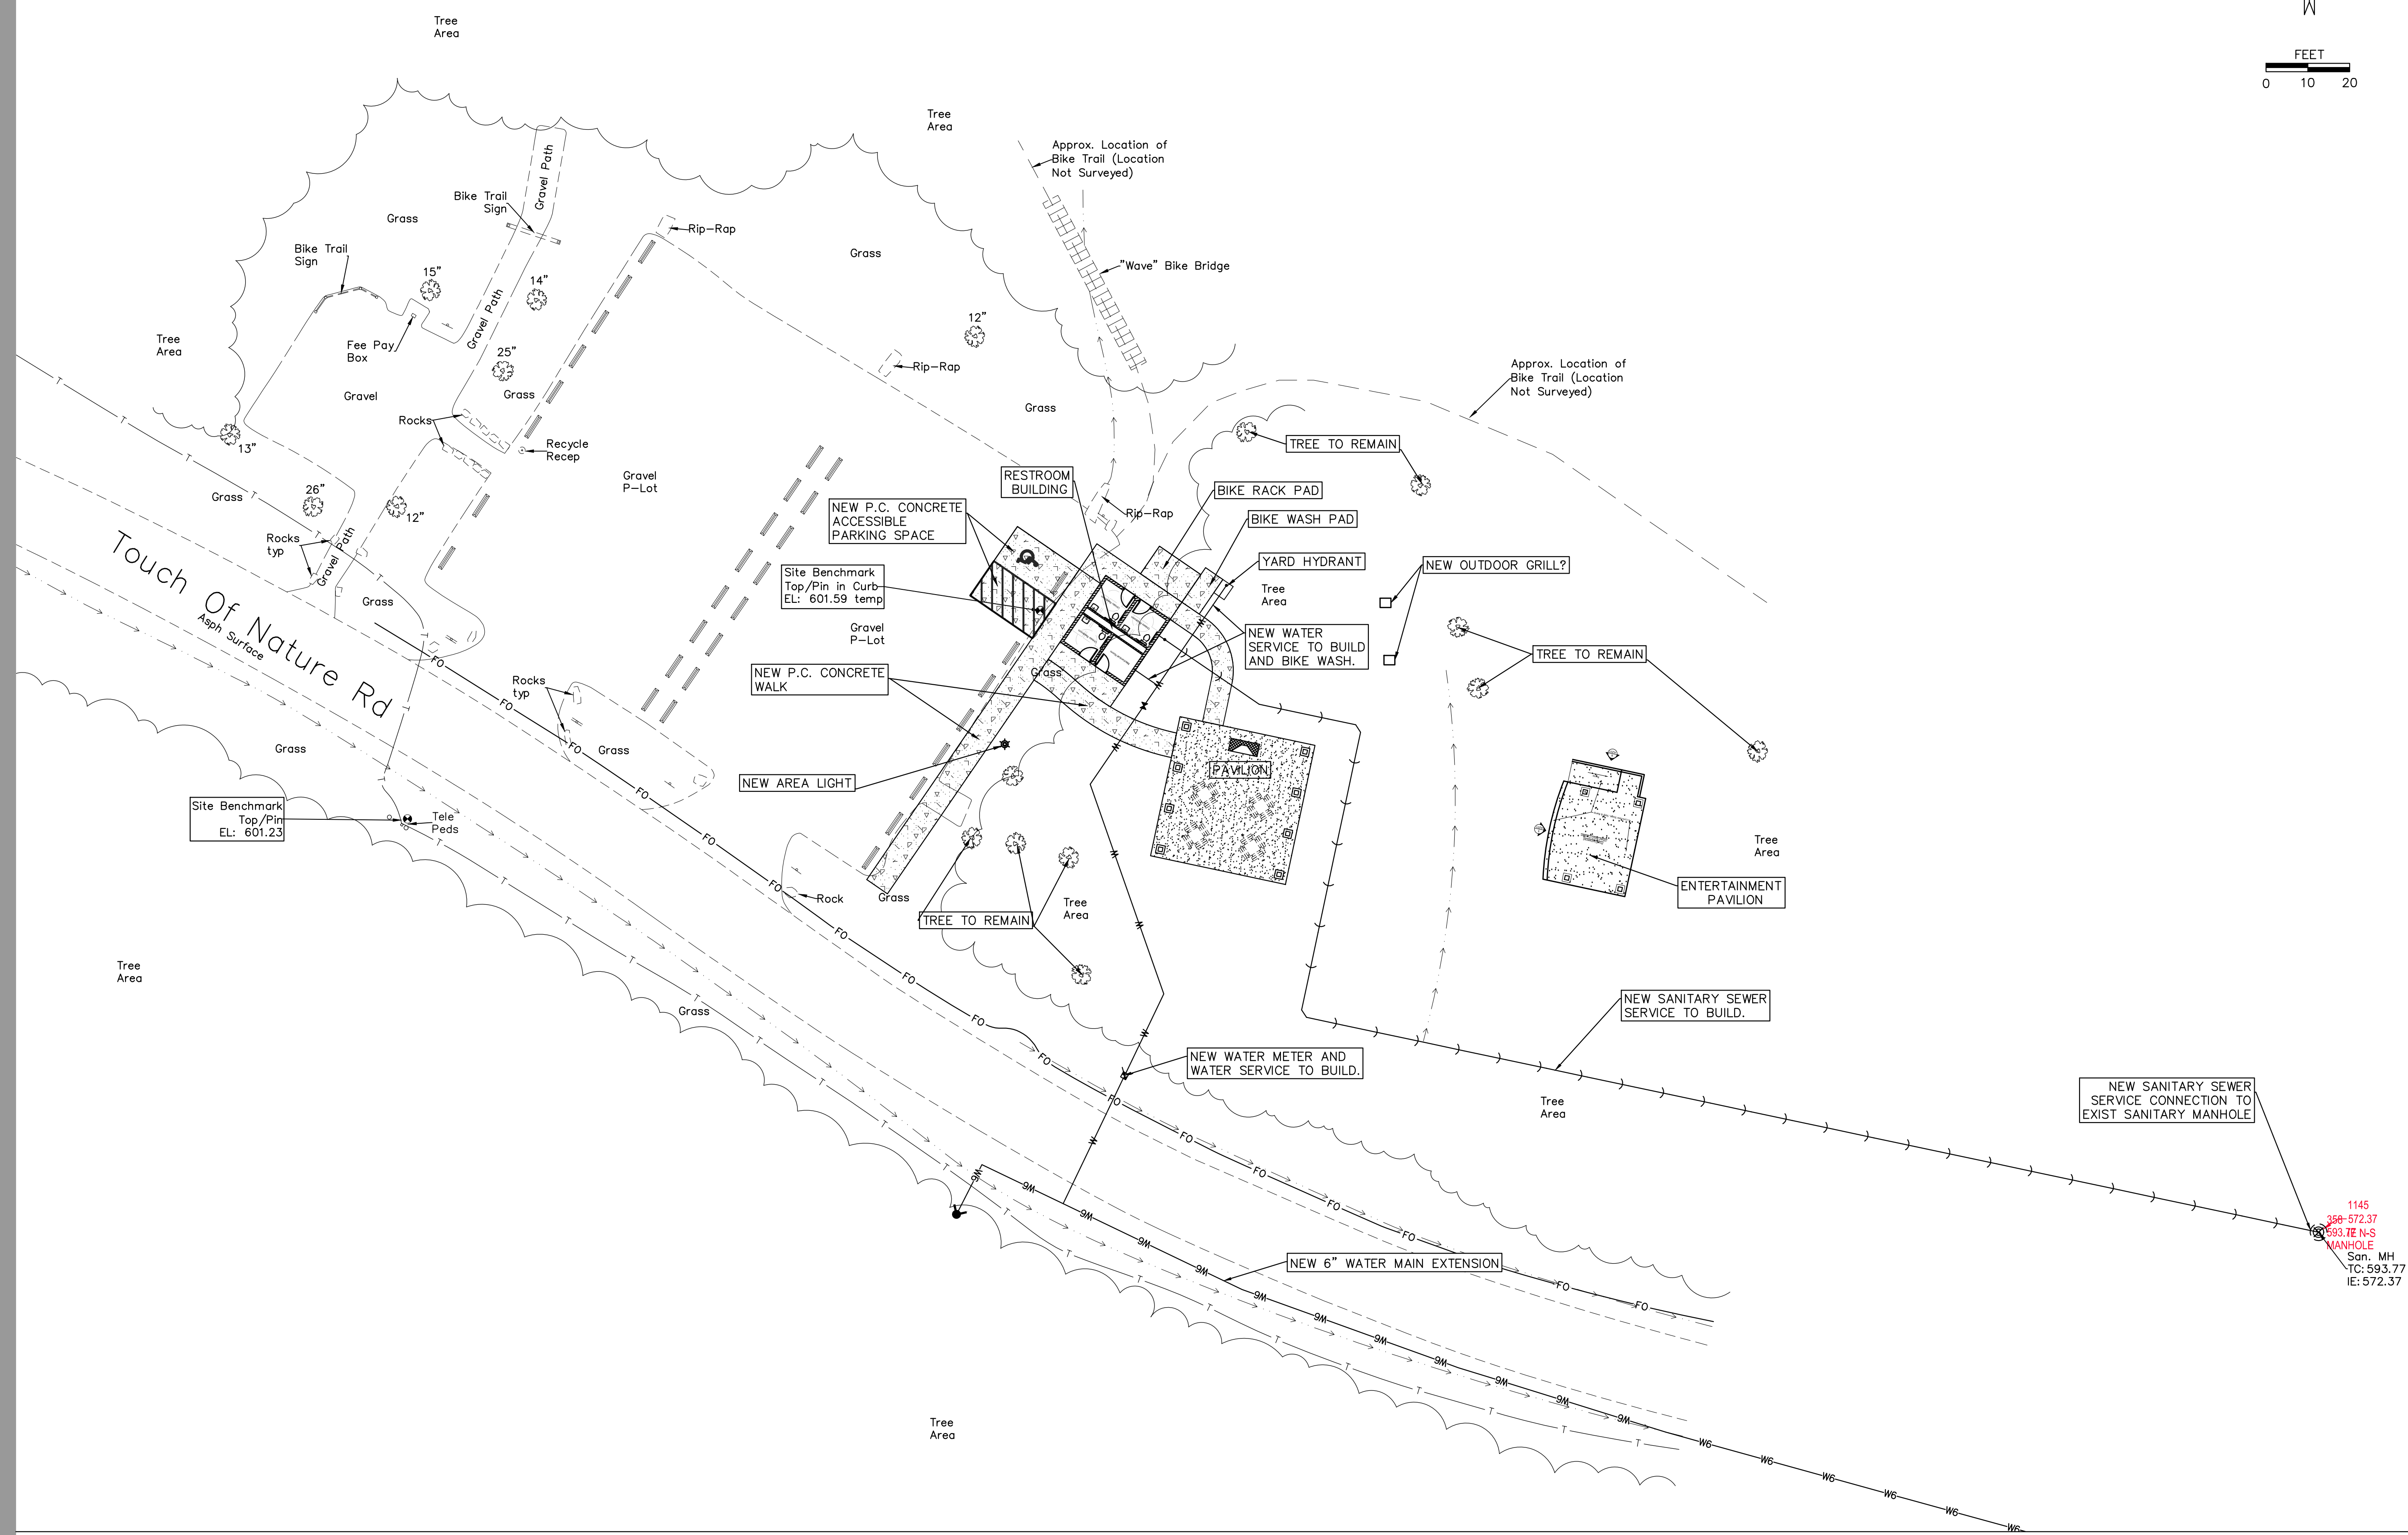 Tree
Area
FEET
0 10 20
Tree
Area
Approx. Location of
Bike Trail (Location
Not Surveyed)
Gravel Path
Bike Trail
Sign
Grass
Rip-Rap
Grass
Bike Trail
Sign
"Wave" Bike Bridge
15"
14"
Gravel Path
12"
Tree
Area
Fee Pay
Box
25"
Rip-Rap
Approx. Location of
Bike Trail (Location
Not Surveyed)
Gravel
Grass
Grass
Rocks
13"
Recycle
Recep
TREE TO REMAIN
Gravel
P-Lot
RESTROOM
BUILDING
BIKE RACK PAD
26"
Grass
12"
NEW P.C. CONCRETE
ACCESSIBLE
PARKING SPACE
Rip-Rap
BIKE WASH PAD
Rocks
typ
Gravel Path
YARD HYDRANT
NEW OUTDOOR GRILL?
Touch Of Nature Rd
Asph Surface
Grass
Site Benchmark
Top/Pin in Curb
EL: 601.59 temp
Tree
Area
Gravel
P-Lot
NEW WATER
SERVICE TO BUILD
AND BIKE WASH.
TREE TO REMAIN
NEW P.C. CONCRETE
WALK
Grass
Rocks
typ
Grass
Grass
NEW AREA LIGHT
PAVILION
Site Benchmark
Top/Pin
EL: 601.23
Tele
Peds
Tree
Area
ENTERTAINMENT
PAVILION
Rock
Grass
Tree
Area
TREE TO REMAIN
Tree
Area
Grass
NEW SANITARY SEWER
SERVICE TO BUILD.
NEW WATER METER AND
WATER SERVICE TO BUILD.
Tree
Area
NEW SANITARY SEWER
SERVICE CONNECTION TO
EXIST SANITARY MANHOLE
1145
358 572.37
593.77 IE N-S
MANHOLE
San. MH
TC: 593.77
IE: 572.37
NEW 6" WATER MAIN EXTENSION
Tree
Area